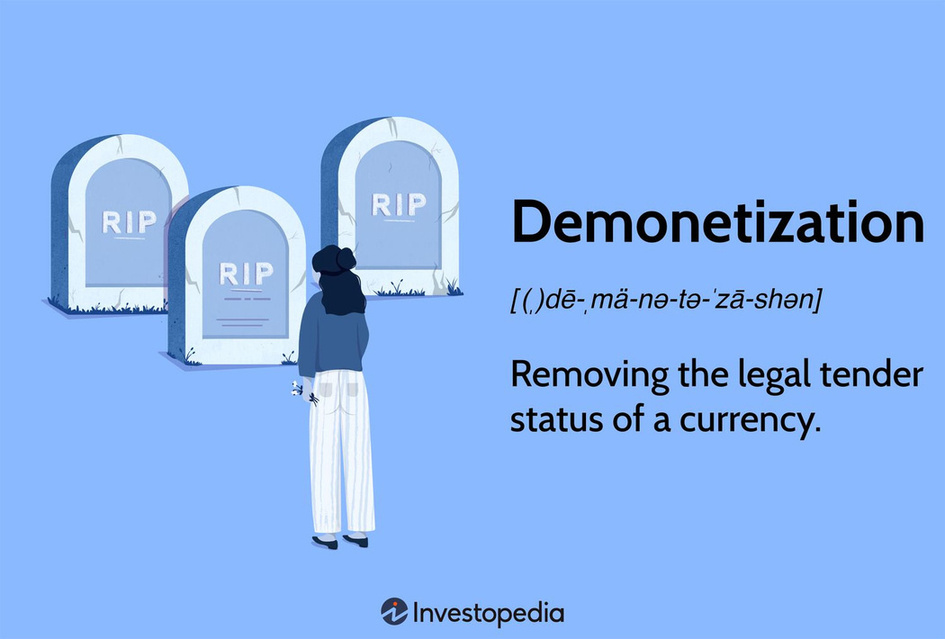 RIP
RIP
RIP
Demonetization
[(ˌ)dē-ˌmä-nə-tə-ˈzā-shən]
Removing the legal tender
status of a currency.
Investopedia